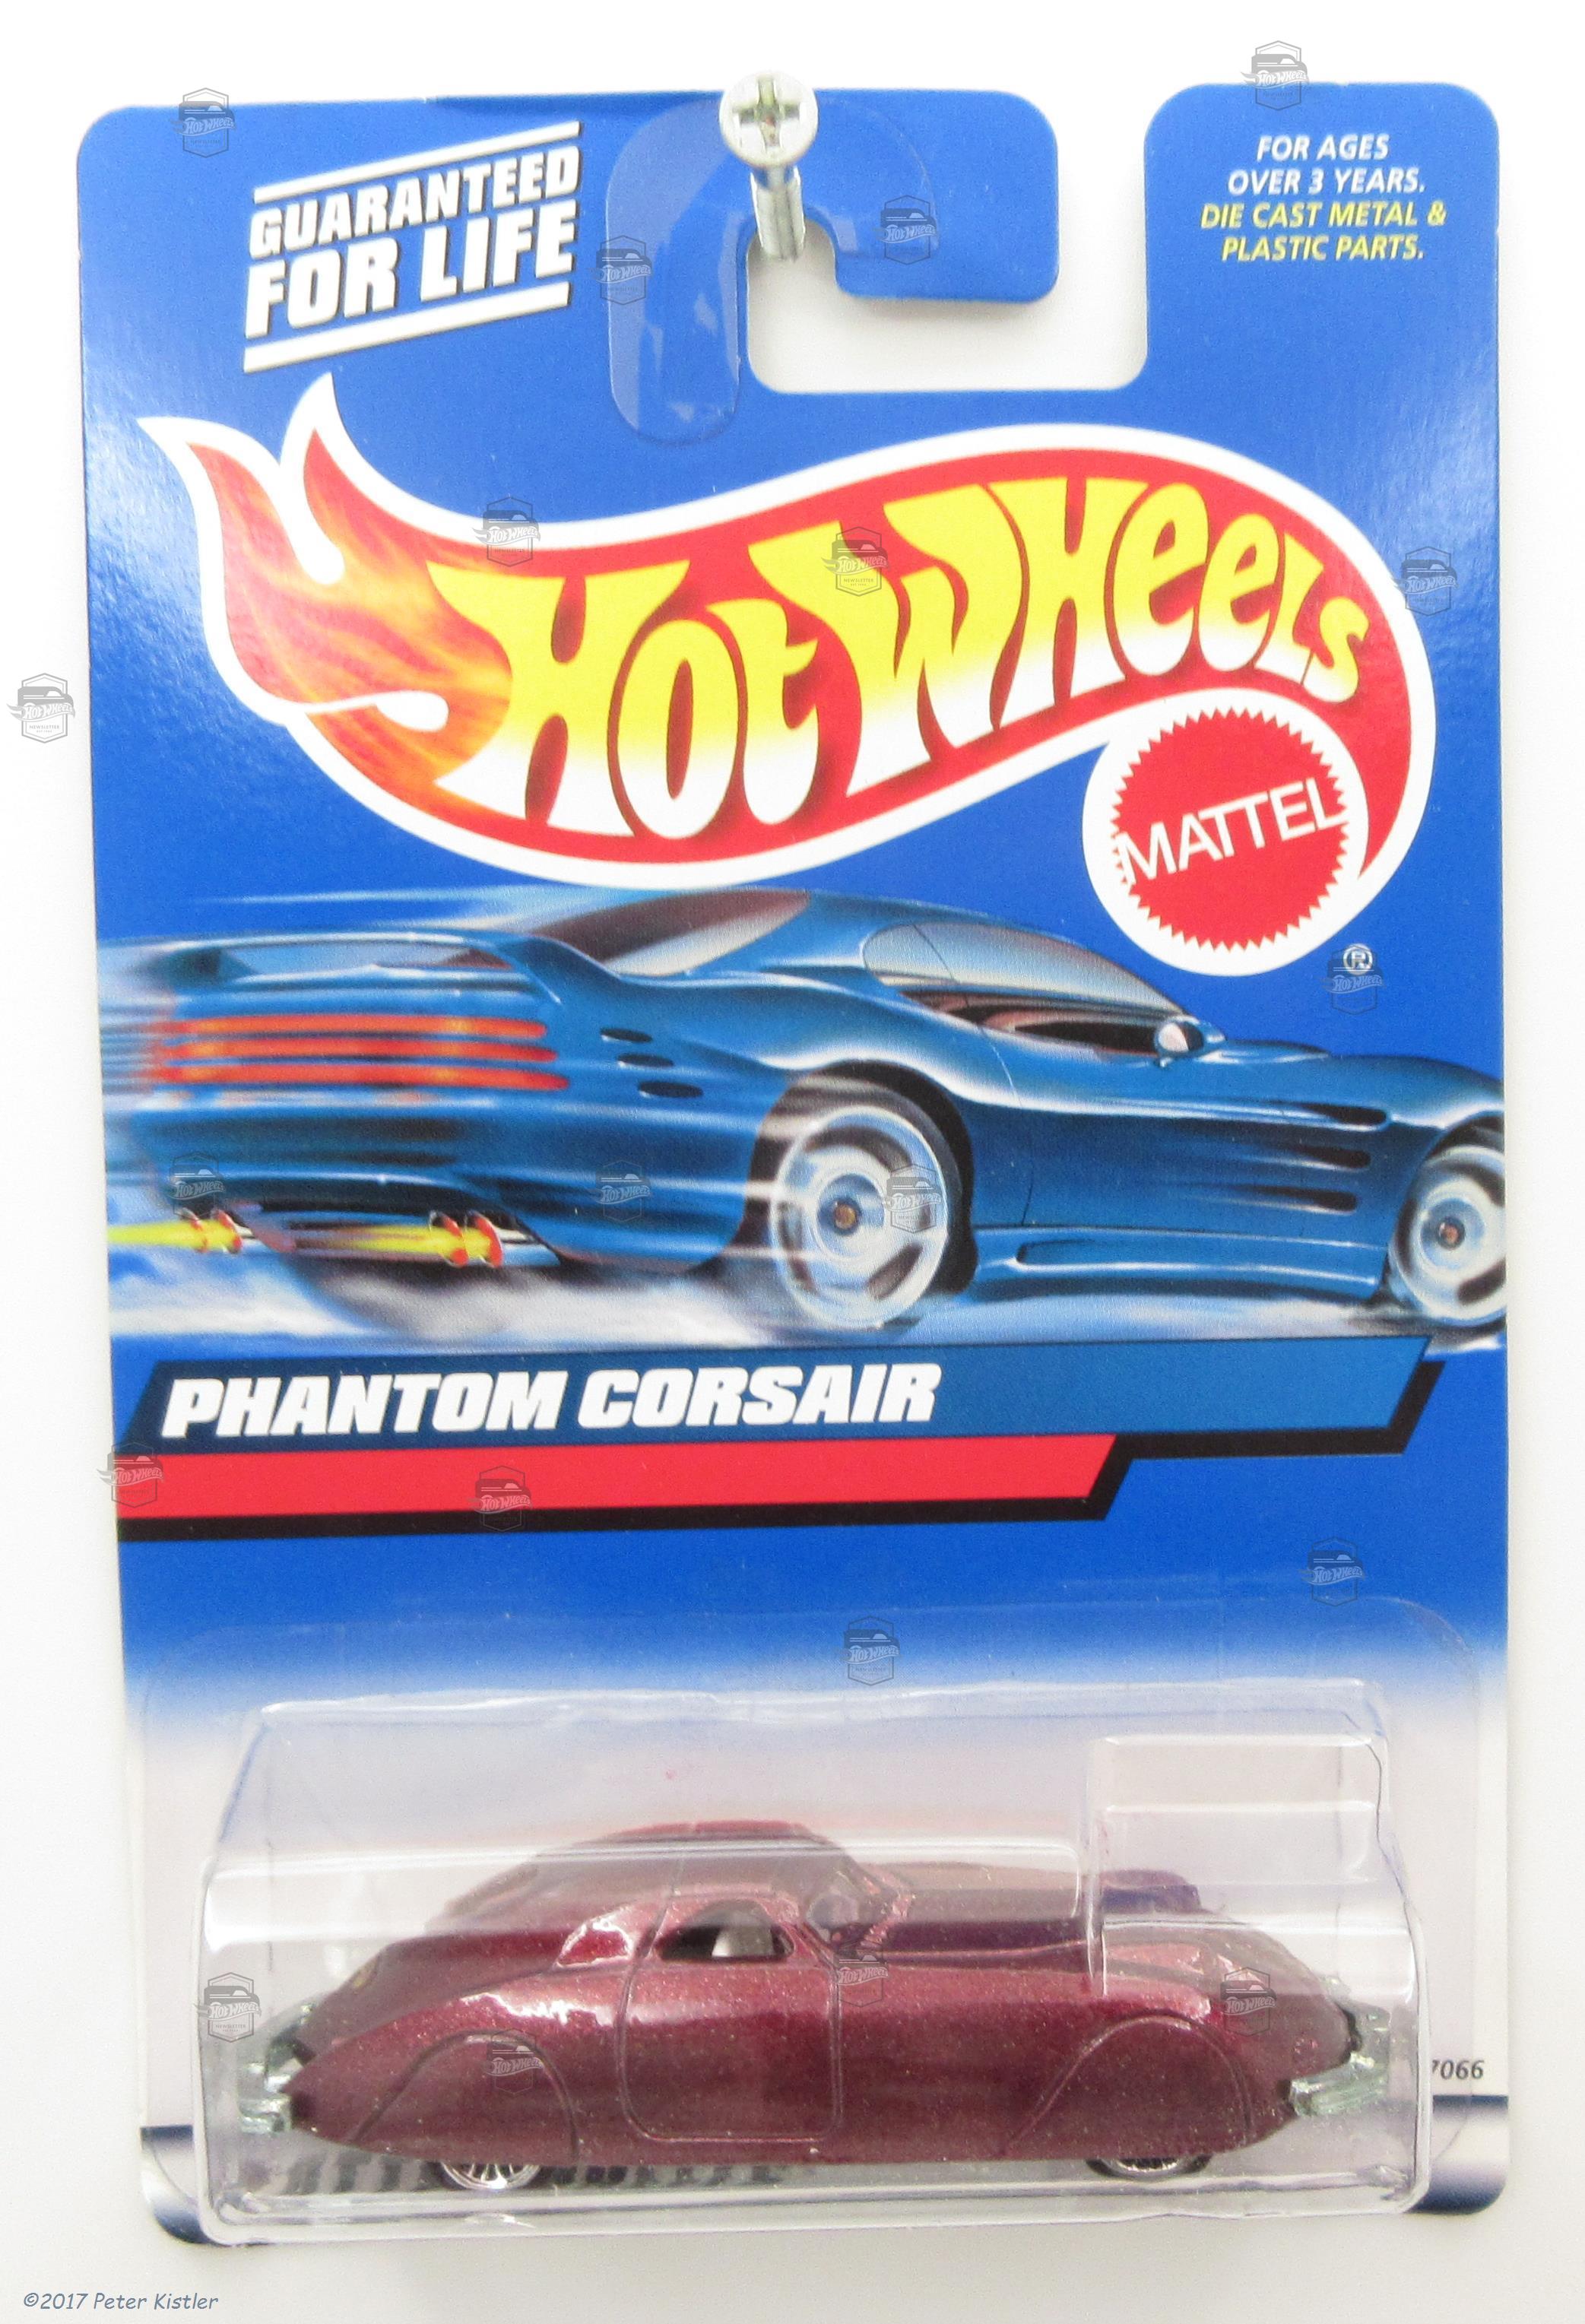 GUARANTEED
FOR LIFE
FOR AGES
OVER 3 YEARS.
DIE CAST METAL &
PLASTIC PARTS.
HOT WHEELS
MATTEL
®
PHANTOM CORSAIR
7066
©2017 Peter Kistler